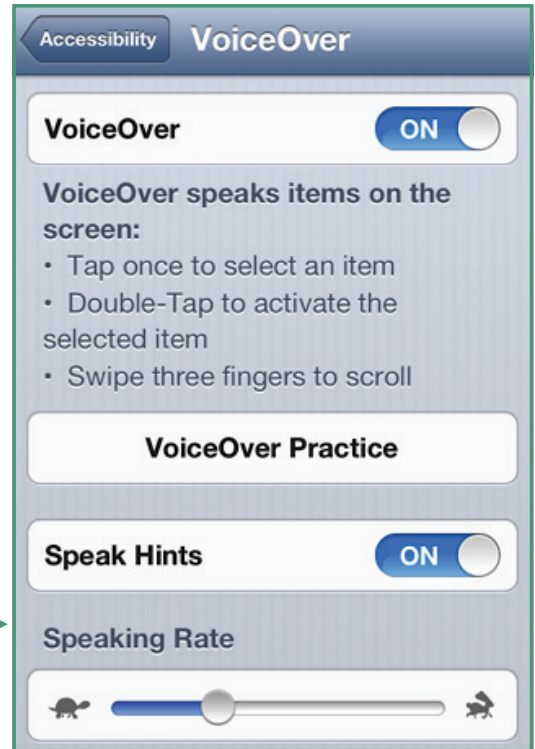 Accessibility VoiceOver
VoiceOver ON
VoiceOver speaks items on the
screen:
• Tap once to select an item
• Double-Tap to activate the
selected item
• Swipe three fingers to scroll
VoiceOver Practice
Speak Hints ON
Speaking Rate